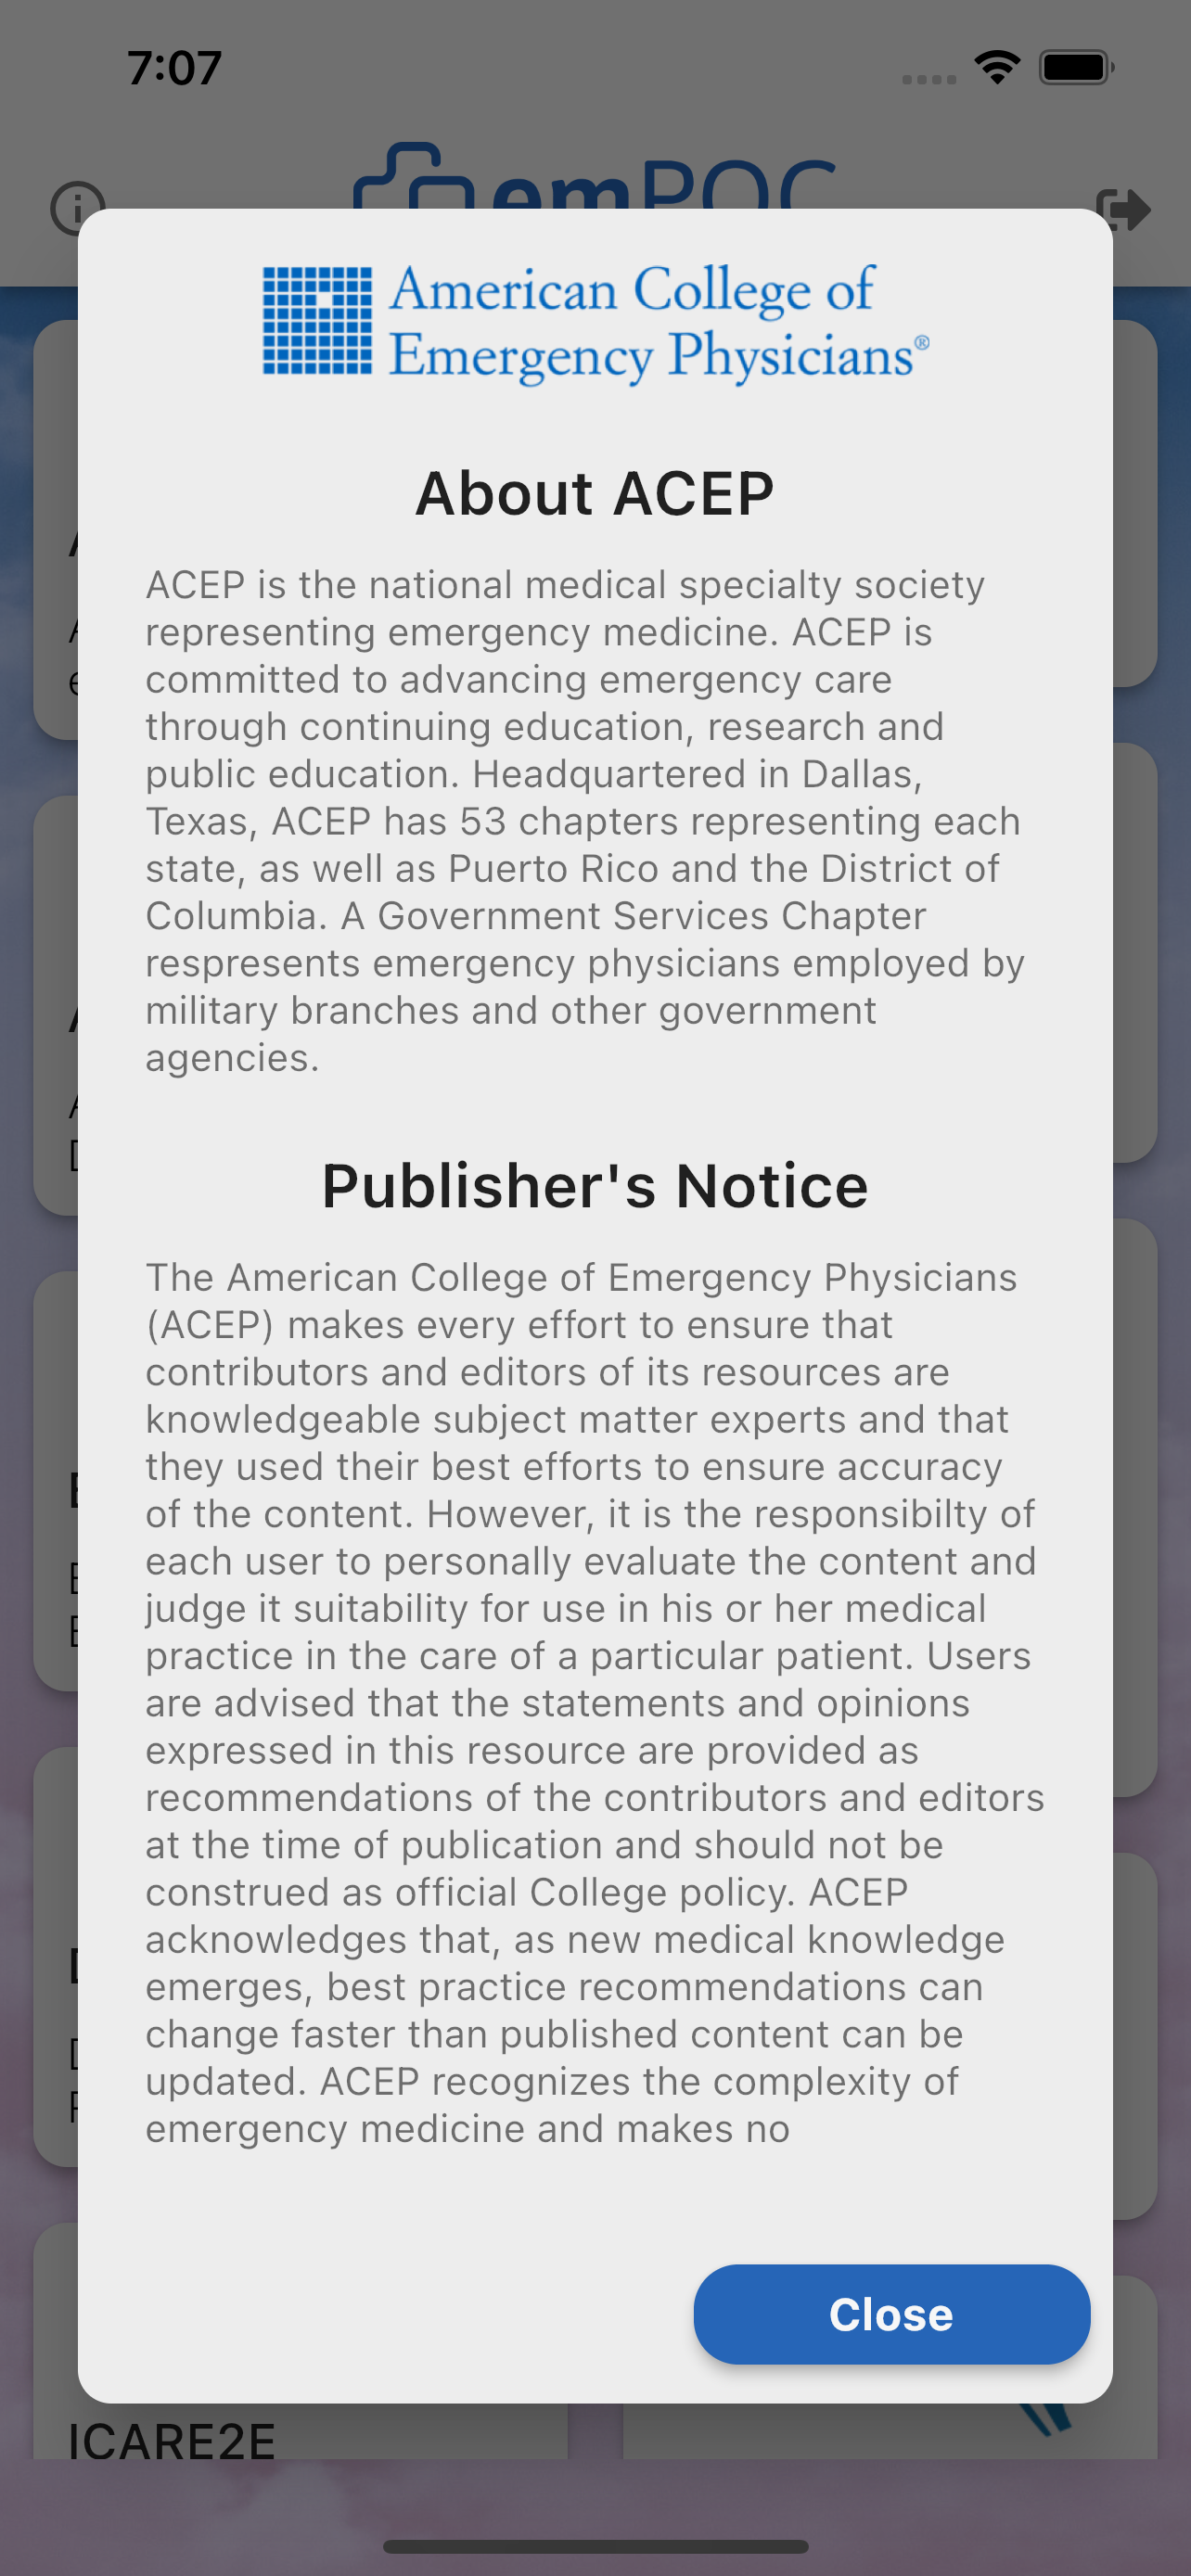 7:07
emPOC
American College of
Emergency Physicians®
About ACEP
ACEP is the national medical specialty society
representing emergency medicine. ACEP is
committed to advancing emergency care
through continuing education, research and
public education. Headquartered in Dallas,
Texas, ACEP has 53 chapters representing each
state, as well as Puerto Rico and the District of
Columbia. A Government Services Chapter
respresents emergency physicians employed by
military branches and other government
agencies.
Publisher's Notice
The American College of Emergency Physicians
(ACEP) makes every effort to ensure that
contributors and editors of its resources are
knowledgeable subject matter experts and that
they used their best efforts to ensure accuracy
of the content. However, it is the responsibilty of
each user to personally evaluate the content and
judge it suitability for use in his or her medical
practice in the care of a particular patient. Users
are advised that the statements and opinions
expressed in this resource are provided as
recommendations of the contributors and editors
at the time of publication and should not be
construed as official College policy. ACEP
acknowledges that, as new medical knowledge
emerges, best practice recommendations can
change faster than published content can be
updated. ACEP recognizes the complexity of
emergency medicine and makes no
Close
ICARE2E